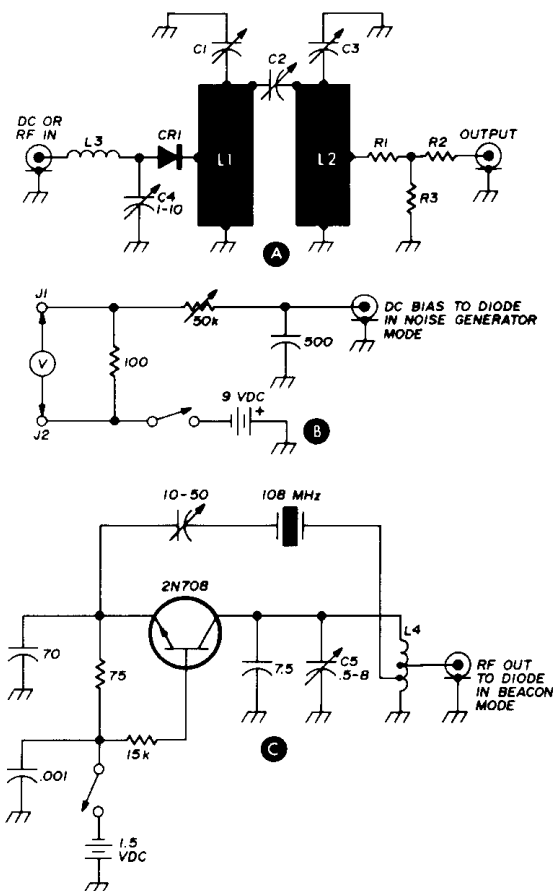 C1
C2
C3
DC OR
RF IN
L3
CR1
L1
L2
R1
R2
OUTPUT
C4
1-10
R3
A
J1
50k
DC BIAS TO DIODE
IN NOISE GENERATOR
MODE
V
100
500
9 VDC
+
J2
B
10-50
108 MHz
2N708
70
75
7.5
C5
.5-8
L4
RF OUT
TO DIODE
IN BEACON
MODE
15k
C
.001
1.5
VDC